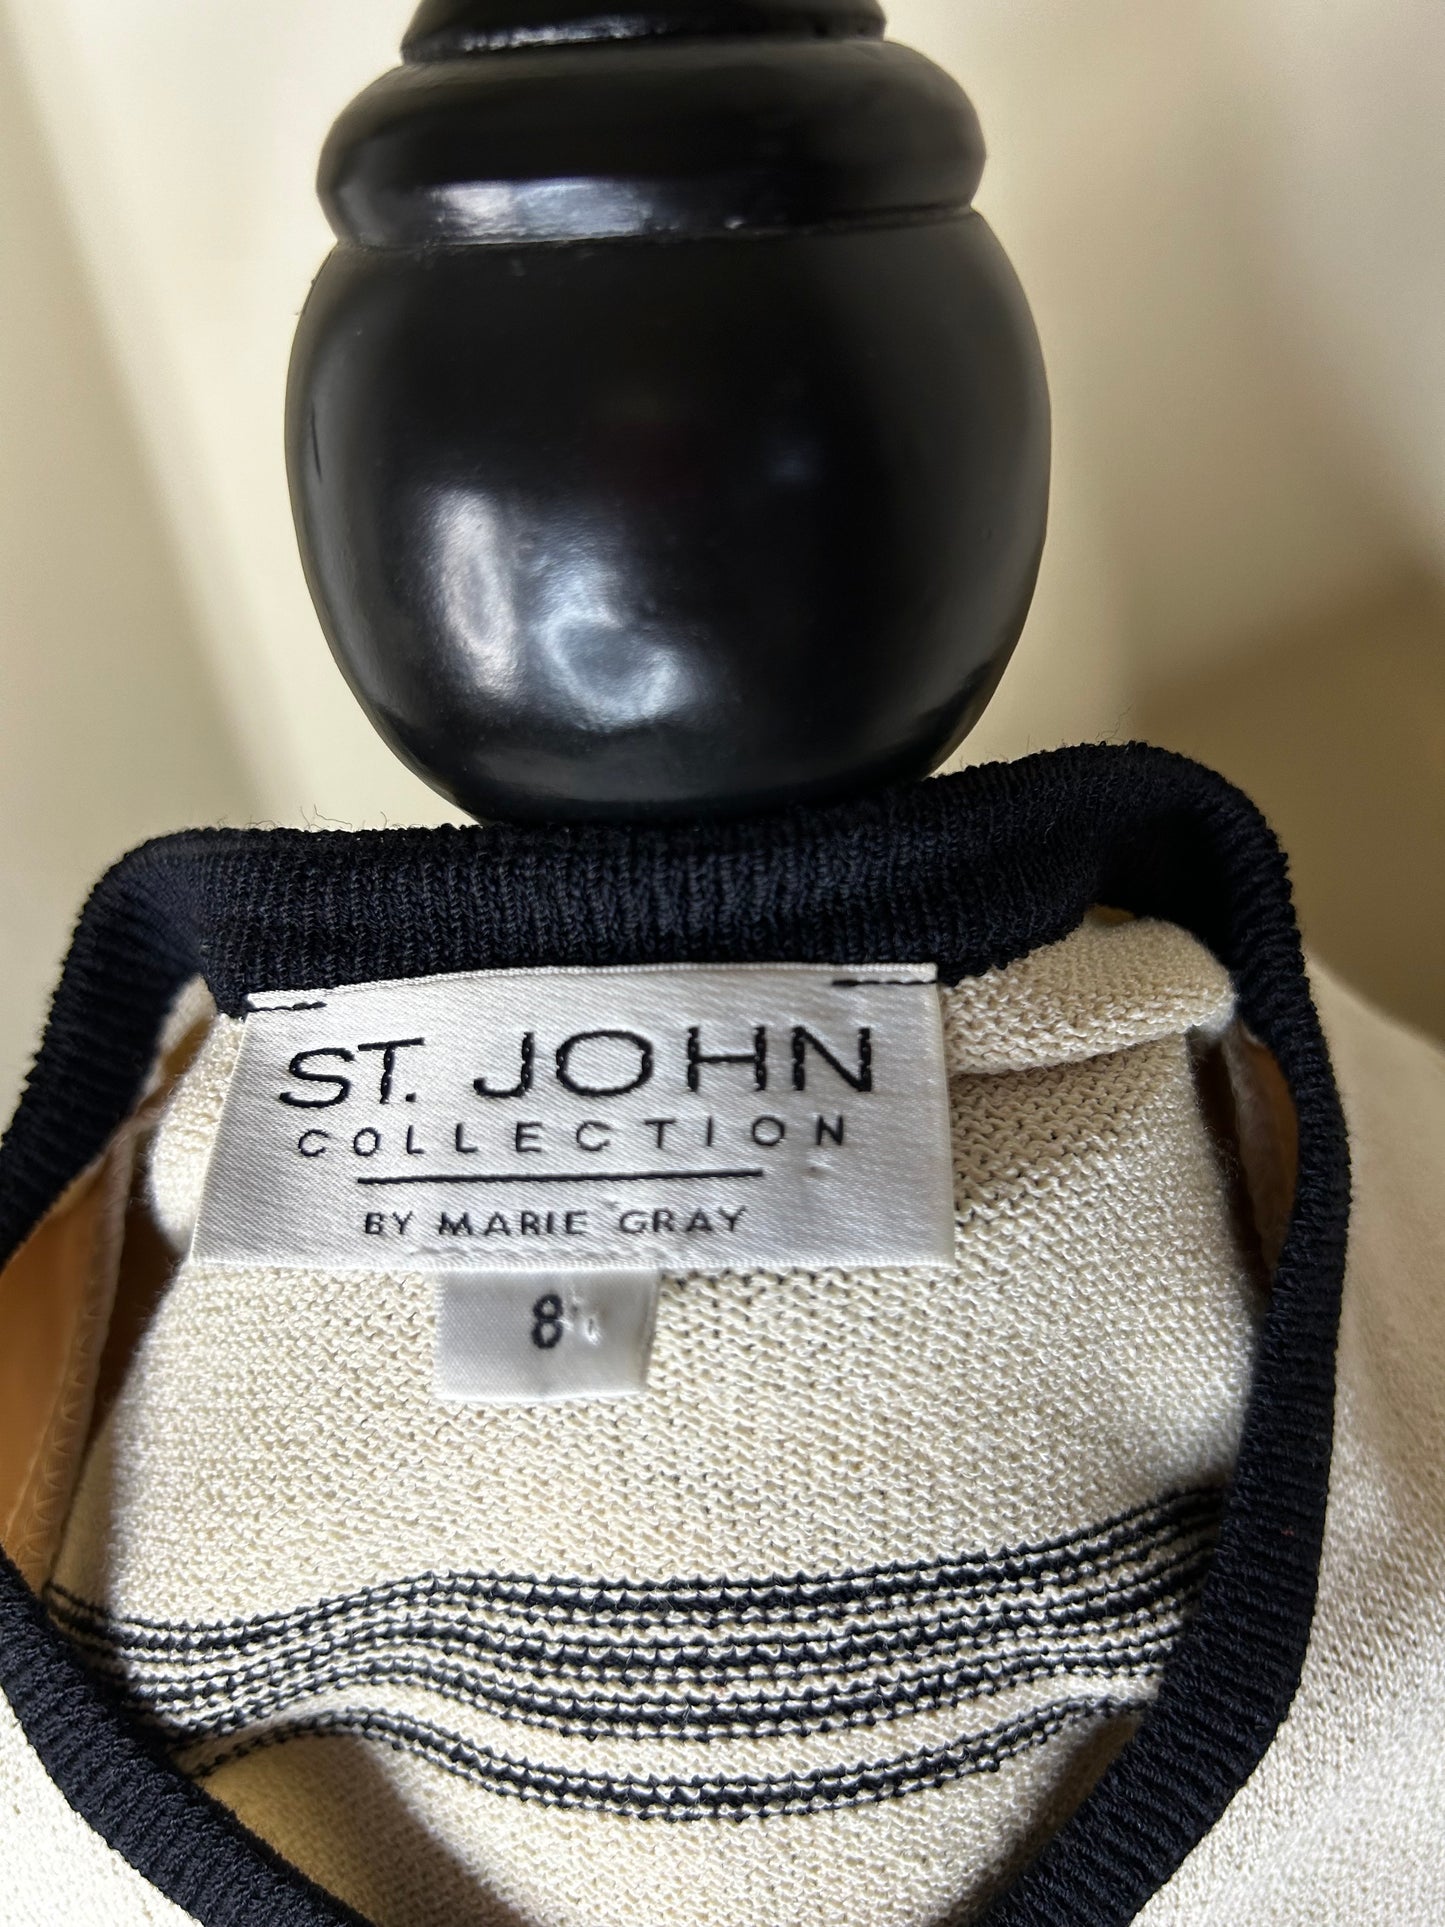 ST. JOHN
COLLECTION
BY MARIE GRAY
8